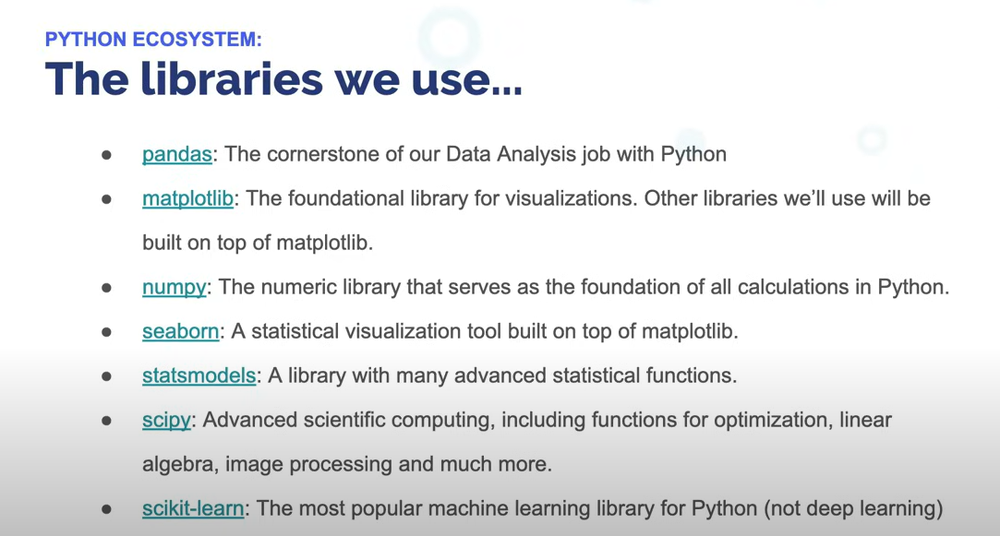 PYTHON ECOSYSTEM:
The libraries we use...
● pandas: The cornerstone of our Data Analysis job with Python
● matplotlib: The foundational library for visualizations. Other libraries we’ll use will be
built on top of matplotlib.
● numpy: The numeric library that serves as the foundation of all calculations in Python.
● seaborn: A statistical visualization tool built on top of matplotlib.
● statsmodels: A library with many advanced statistical functions.
● scipy: Advanced scientific computing, including functions for optimization, linear
algebra, image processing and much more.
● scikit-learn: The most popular machine learning library for Python (not deep learning)